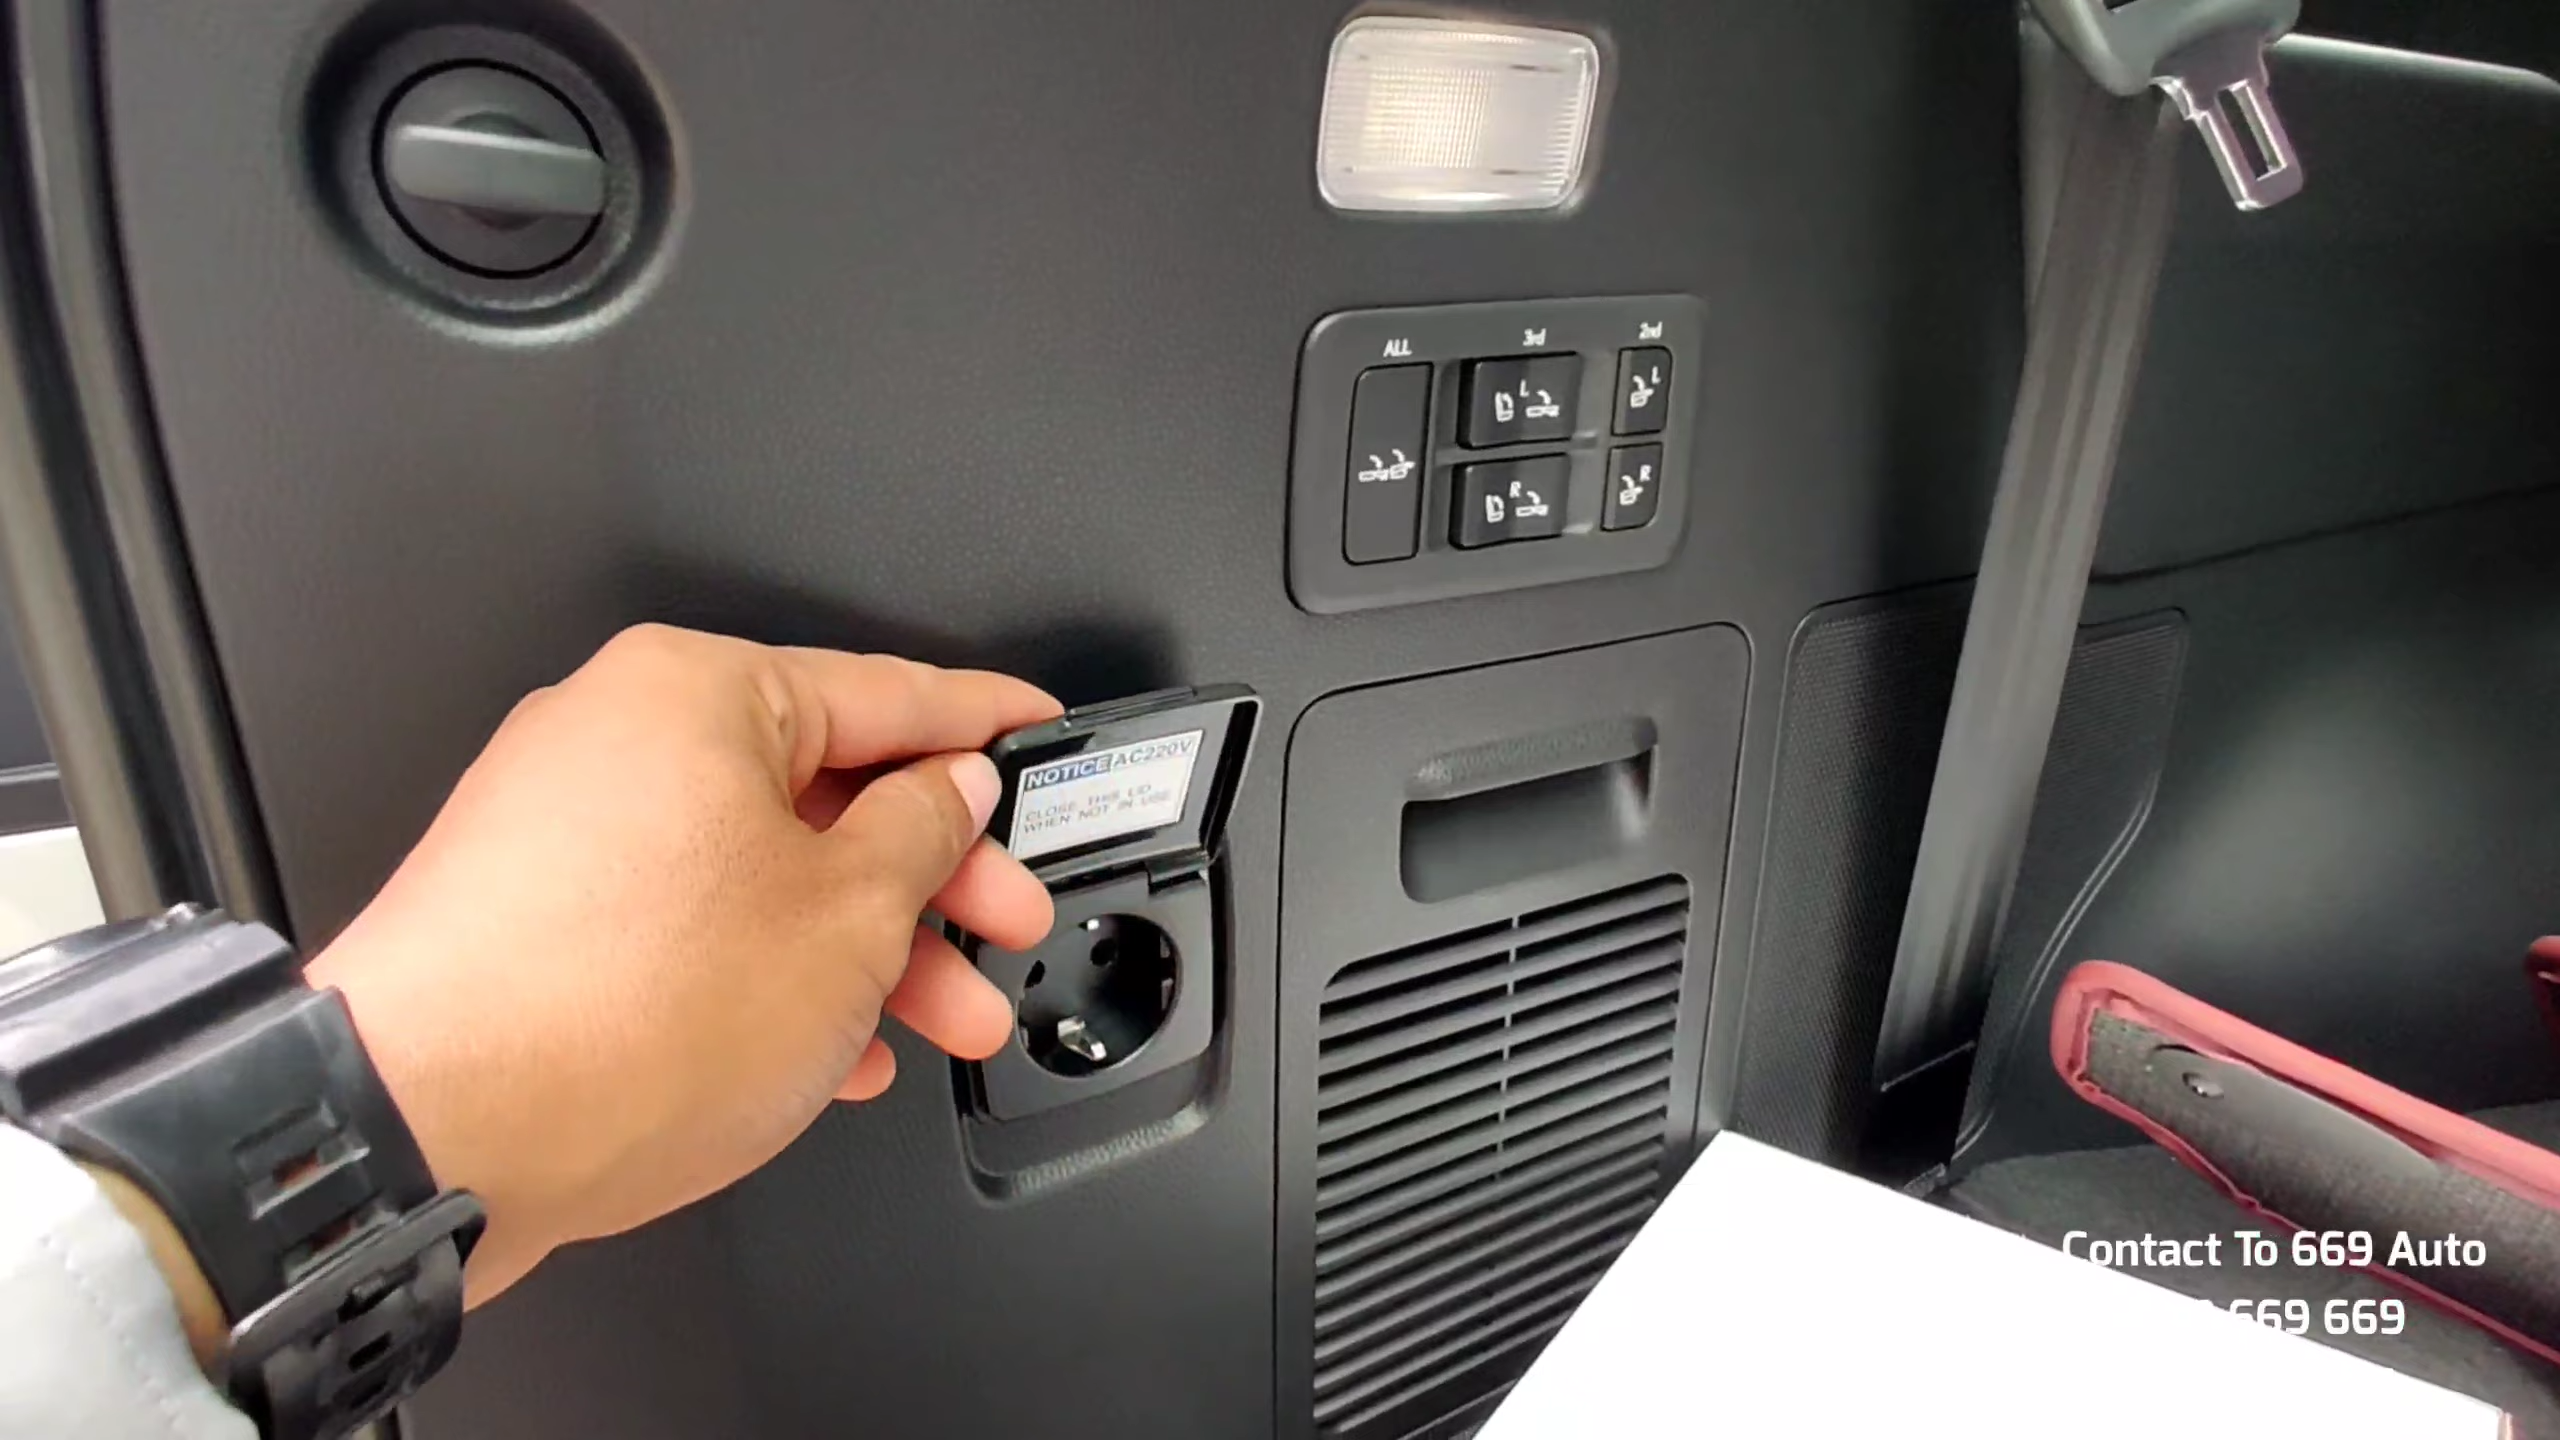 ALL 3rd 2nd
L L
R R
NOTICE AC220V
CLOSE THIS LID
WHEN NOT IN USE
Contact To 669 Auto
669 669